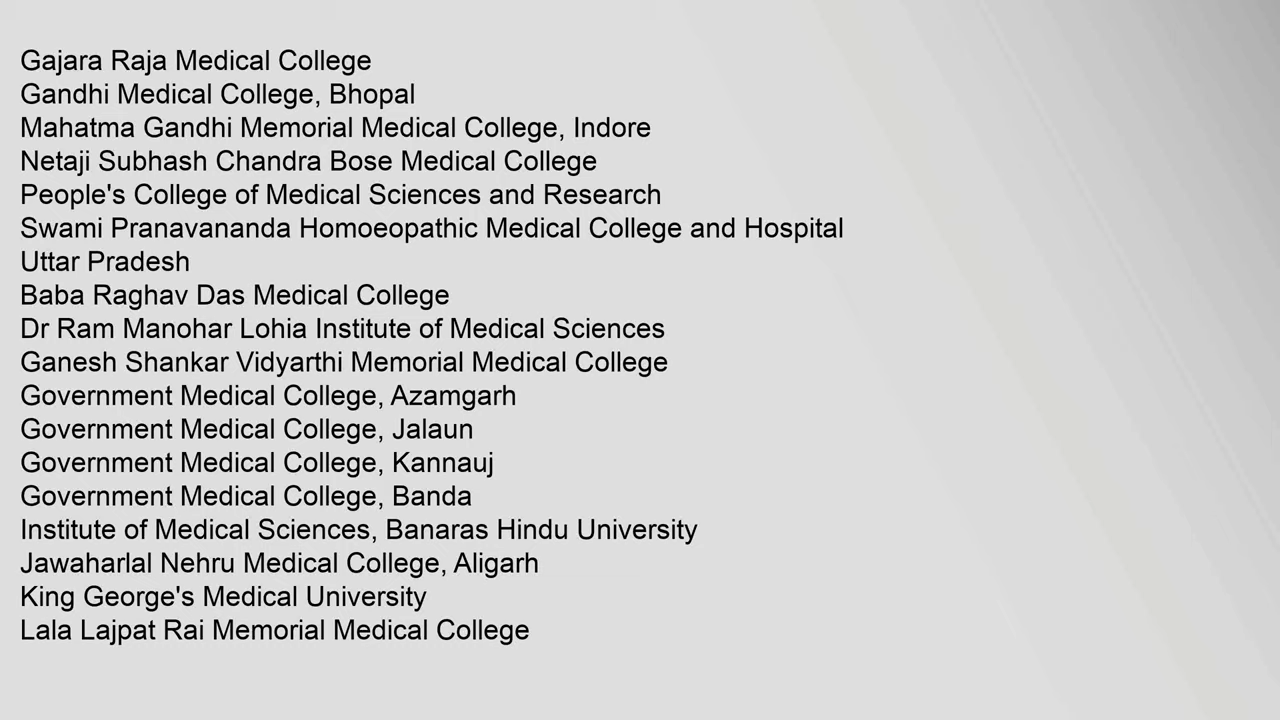 Gajara Raja Medical College
Gandhi Medical College, Bhopal
Mahatma Gandhi Memorial Medical College, Indore
Netaji Subhash Chandra Bose Medical College
People's College of Medical Sciences and Research
Swami Pranavananda Homoeopathic Medical College and Hospital
Uttar Pradesh
Baba Raghav Das Medical College
Dr Ram Manohar Lohia Institute of Medical Sciences
Ganesh Shankar Vidyarthi Memorial Medical College
Government Medical College, Azamgarh
Government Medical College, Jalaun
Government Medical College, Kannauj
Government Medical College, Banda
Institute of Medical Sciences, Banaras Hindu University
Jawaharlal Nehru Medical College, Aligarh
King George's Medical University
Lala Lajpat Rai Memorial Medical College